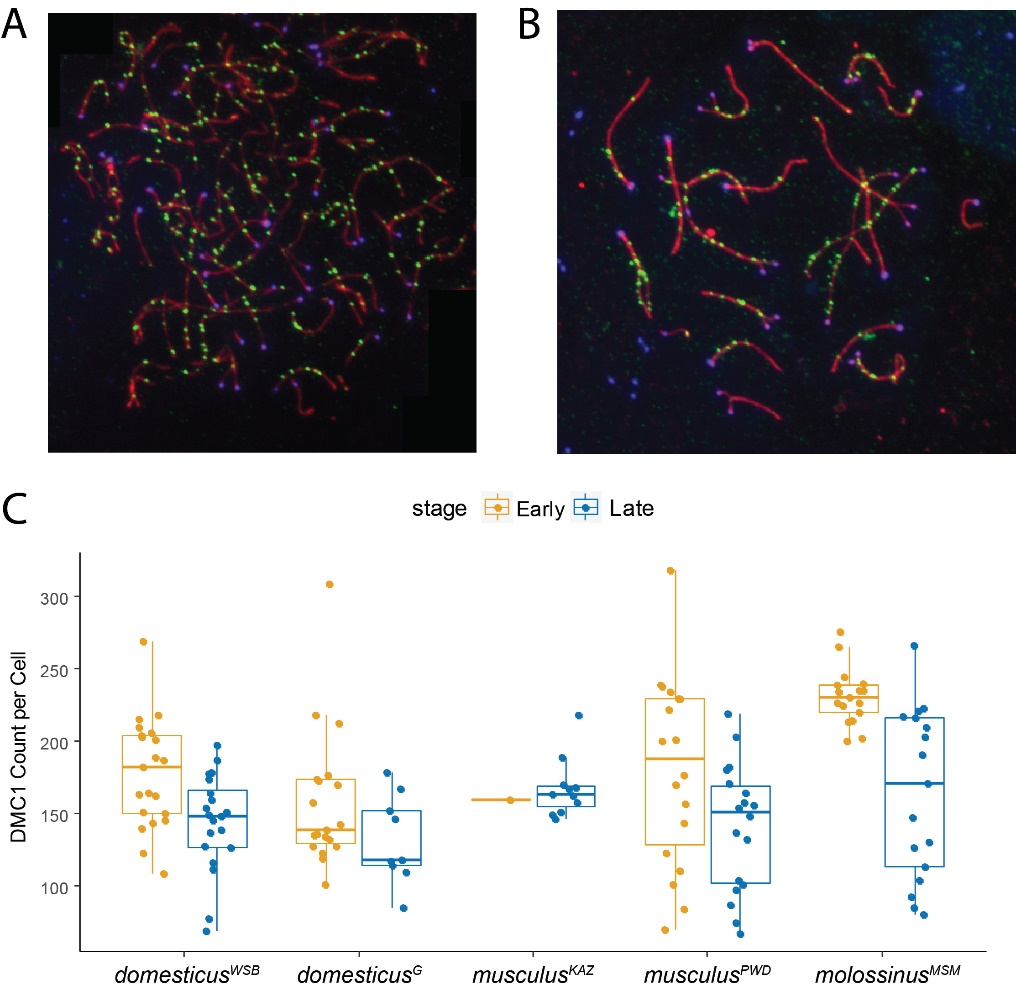 A
B
C
stage Early Late
DMC1 Count per Cell
300
250
200
150
100
domesticusWSB domesticusG musculusKAZ musculusPWD molossinusMSM